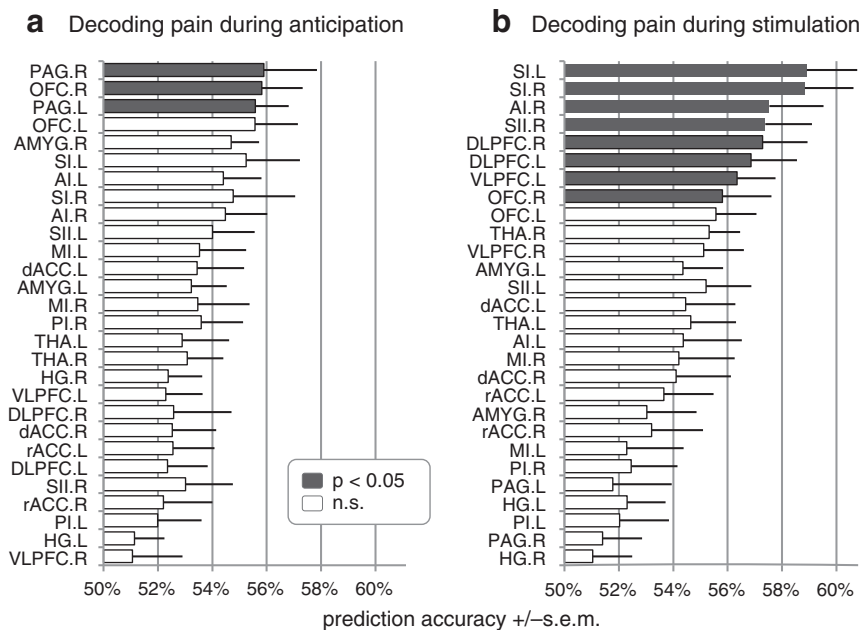 a Decoding pain during anticipation
PAG.R
OFC.R
PAG.L
OFC.L
AMYG.R
SI.L
AI.L
SI.R
AI.R
SII.L
MI.L
dACC.L
AMYG.L
MI.R
PI.R
THA.L
THA.R
HG.R
VLPFC.L
DLPFC.R
dACC.R
rACC.L
DLPFC.L
SII.R
rACC.R
PI.L
HG.L
VLPFC.R
p < 0.05
n.s.
50% 52% 54% 56% 58% 60%
b Decoding pain during stimulation
SI.L
SI.R
AI.R
SII.R
DLPFC.R
DLPFC.L
VLPFC.L
OFC.R
OFC.L
THA.R
VLPFC.R
AMYG.L
SII.L
dACC.L
THA.L
AI.L
MI.R
dACC.R
rACC.L
AMYG.R
rACC.R
MI.L
PI.R
PAG.L
HG.L
PI.L
PAG.R
HG.R
50% 52% 54% 56% 58% 60%
prediction accuracy +/–s.e.m.